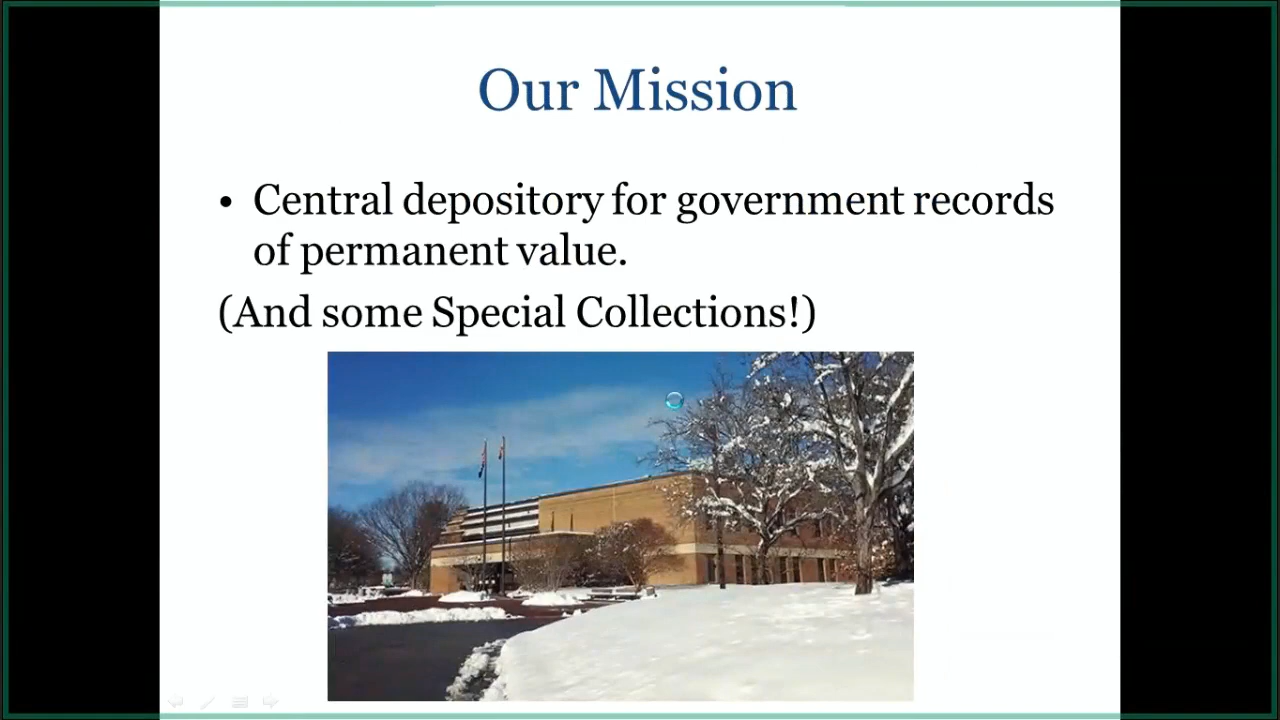 Our Mission
• Central depository for government records
of permanent value.
(And some Special Collections!)